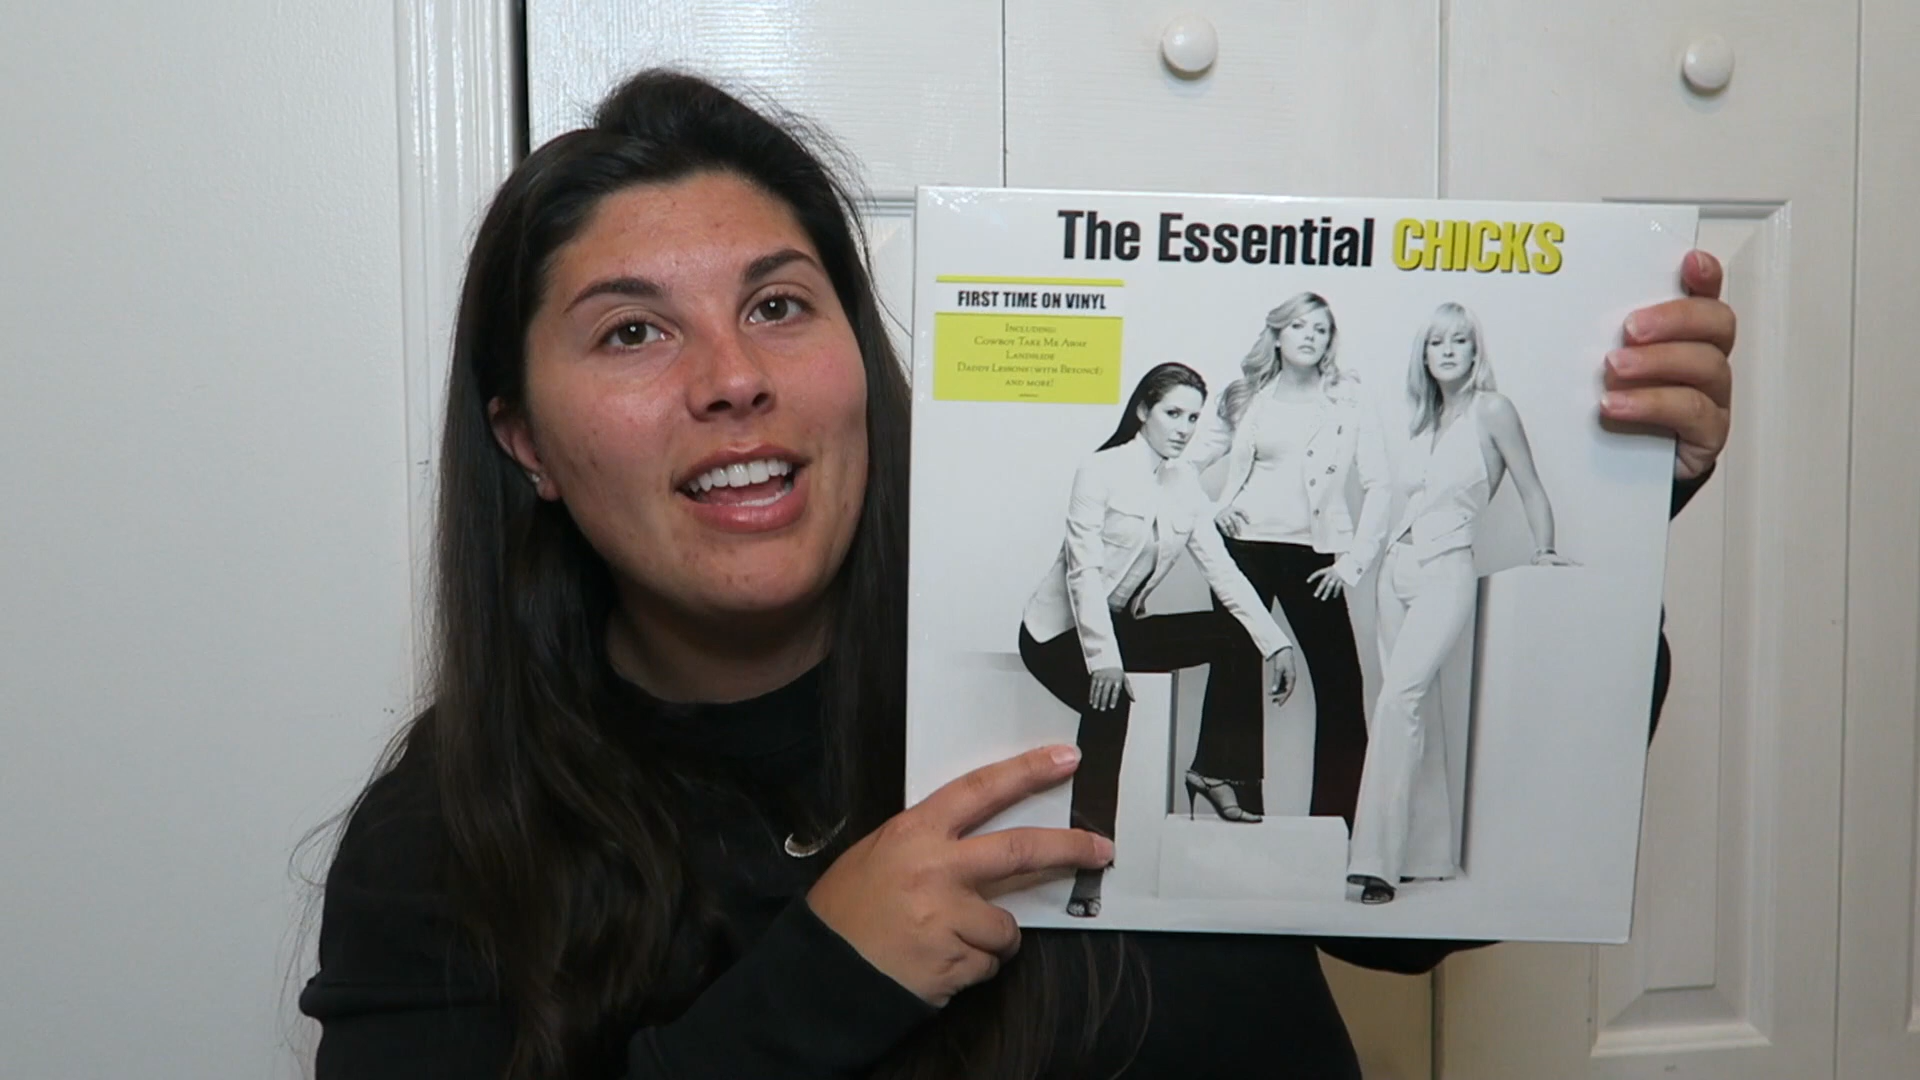 The Essential CHICKS
FIRST TIME ON VINYL
INCLUDING:
COWBOY TAKE ME AWAY
LANDSLIDE
DADDY LESSONS (WITH BEYONCÉ)
AND MORE!